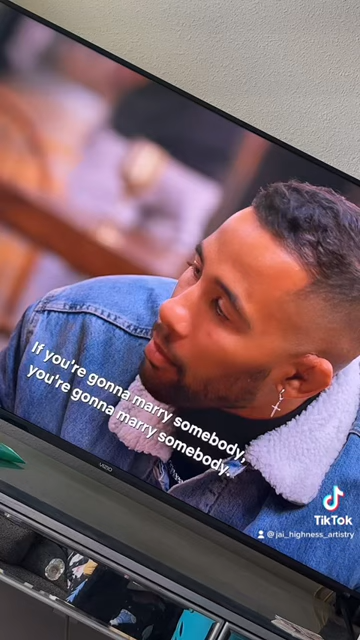 If you're gonna marry somebody,
you're gonna marry somebody.
VIZIO
TikTok
@jai_highness_artistry